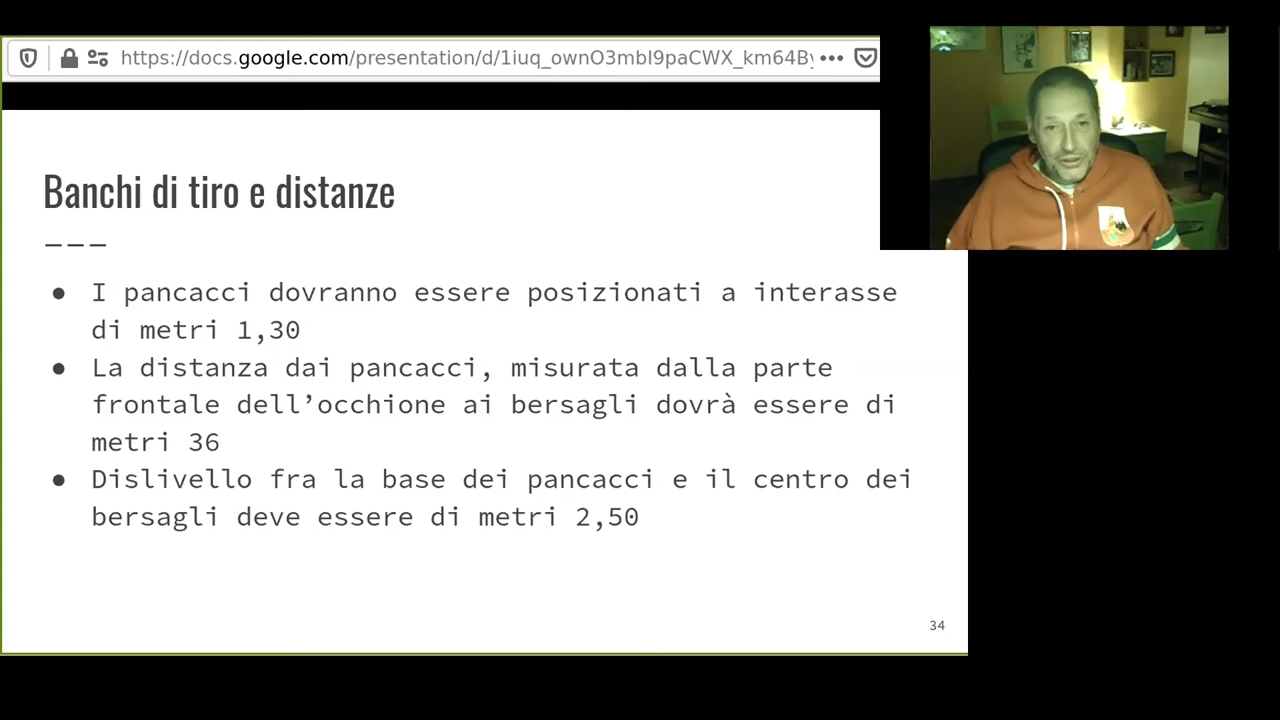 https://docs.google.com/presentation/d/1iuq_ownO3mbl9paCWX_km64By
Banchi di tiro e distanze
___
● I pancacci dovranno essere posizionati a interasse
di metri 1,30
● La distanza dai pancacci, misurata dalla parte
frontale dell’occhione ai bersagli dovrà essere di
metri 36
● Dislivello fra la base dei pancacci e il centro dei
bersagli deve essere di metri 2,50
34